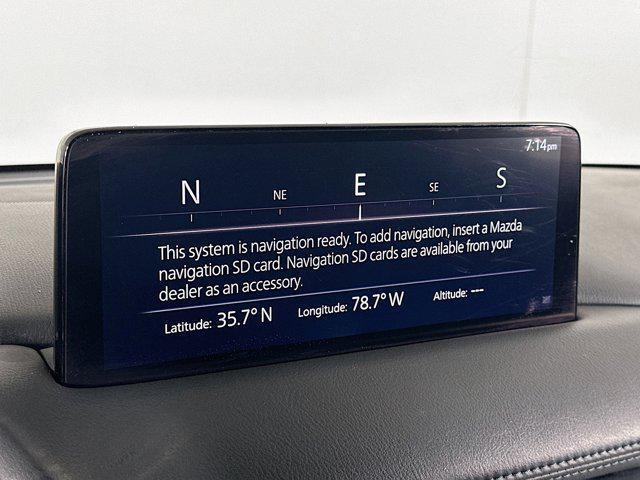 7:14pm
N NE E SE S
This system is navigation ready. To add navigation, insert a Mazda
navigation SD card. Navigation SD cards are available from your
dealer as an accessory.
Latitude: 35.7° N Longitude: 78.7° W Altitude: ---